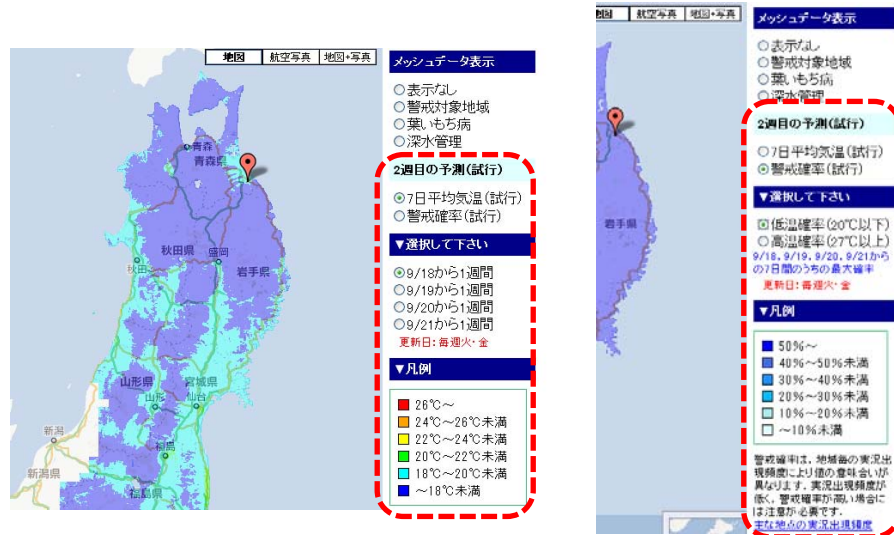 地図 航空写真 地図+写真
メッシュデータ表示
表示なし
警戒対象地域
葉いもち病
深水管理
2週目の予測(試行)
7日平均気温(試行)
警戒確率(試行)
▼選択して下さい
9/18から1週間
9/19から1週間
9/20から1週間
9/21から1週間
更新日:毎週火・金
▼凡例
26℃~
24℃~26℃未満
22℃~24℃未満
20℃~22℃未満
18℃~20℃未満
~18℃未満
青森
青森県
秋田県
盛岡
秋田
岩手県
山形県
宮城県
山形
仙台
新潟
福島
新潟県
福島県
地図 航空写真 地図+写真
メッシュデータ表示
表示なし
警戒対象地域
葉いもち病
深水管理
2週目の予測(試行)
7日平均気温(試行)
警戒確率(試行)
▼選択して下さい
低温確率(20℃以下)
高温確率(27℃以上)
9/18, 9/19, 9/20, 9/21から
の7日間のうちの最大確率
更新日:毎週火・金
▼凡例
50%~
40%~50%未満
30%~40%未満
20%~30%未満
10%~20%未満
~10%未満
警戒確率は、地域毎の実況出
現頻度により値の意味合いが
異なります。実況出現頻度が
低く、警戒確率が高い場合に
は注意が必要です。
主な地点の実況出現頻度
岩手県